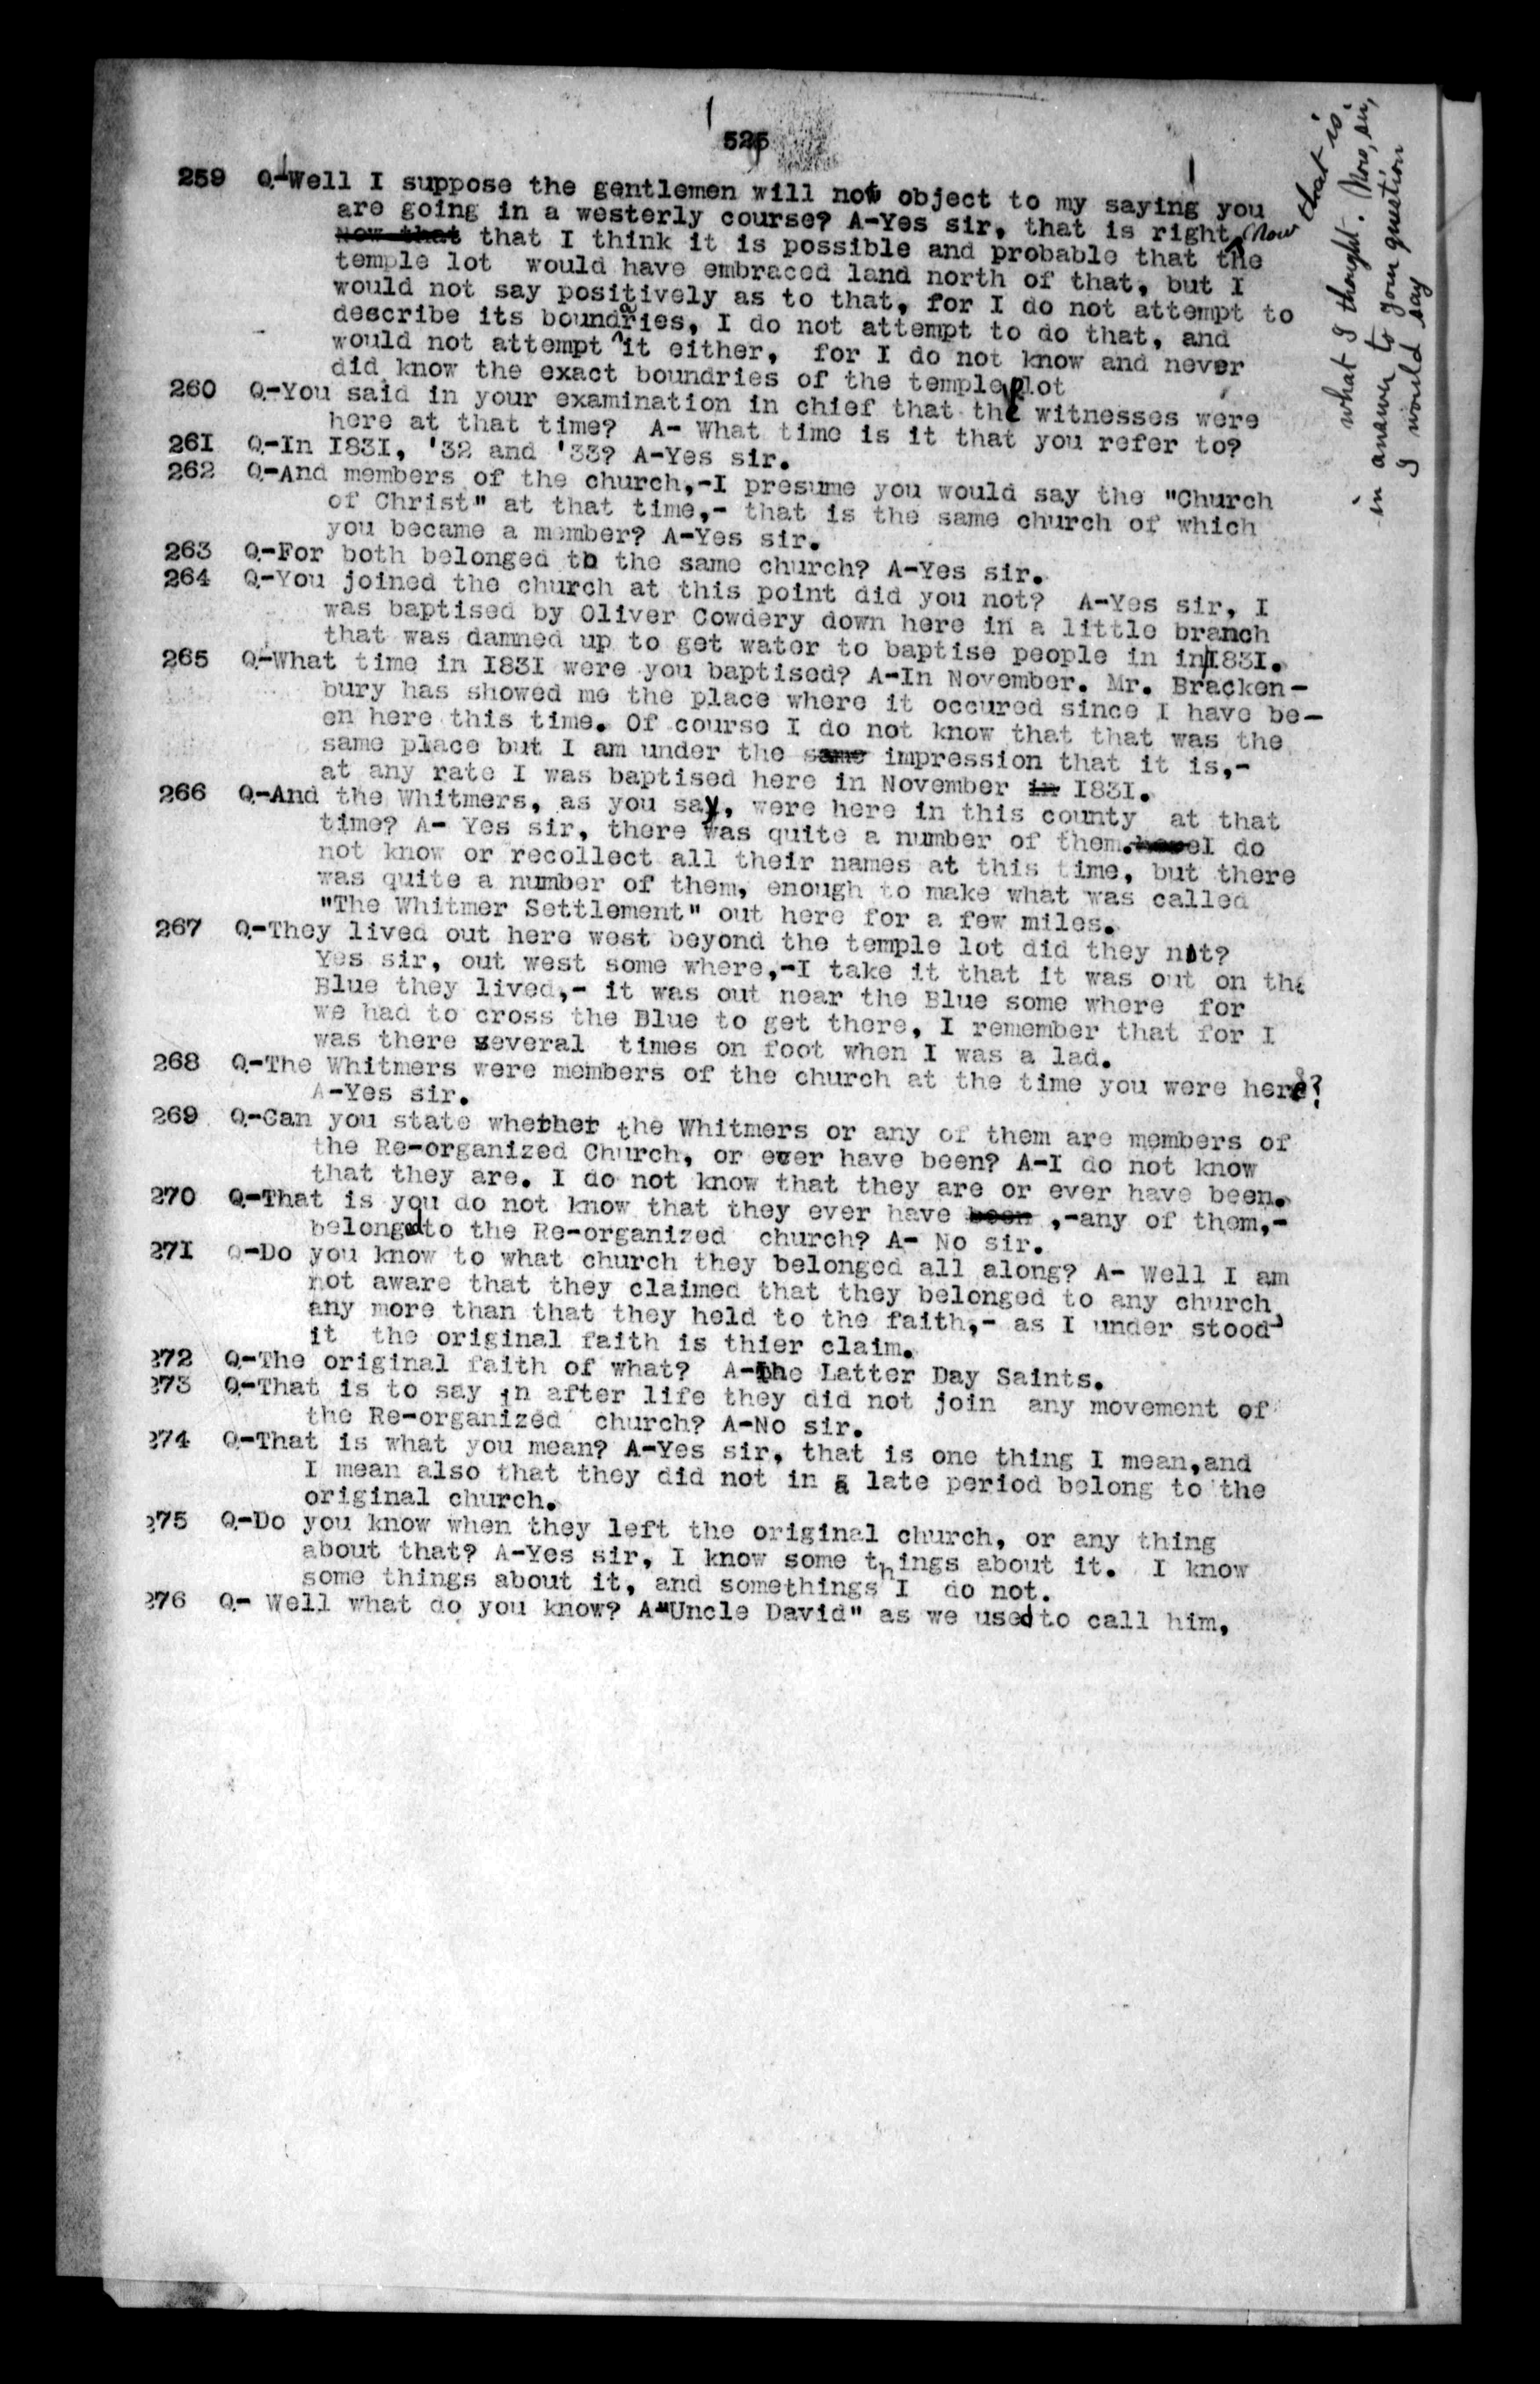 525
259 Q-Well I suppose the gentlemen will not object to my saying you
are going in a westerly course? A-Yes sir, that is right, Now that is
what I thought. Now, sir,
in answer to your question
I would say
Now that that I think it is possible and probable that the
temple lot would have embraced land north of that, but I
would not say positively as to that, for I do not attempt to
describe its boundaries, I do not attempt to do that, and
would not attempt it either, for I do not know and never
did know the exact boundries of the temple lot
260 Q-You said in your examination in chief that the witnesses were
here at that time? A- What time is it that you refer to?
261 Q-In I83I, '32 and '33? A-Yes sir.
262 Q-And members of the church,-I presume you would say the "Church
of Christ" at that time,- that is the same church of which
you became a member? A-Yes sir.
263 Q-For both belonged to the same church? A-Yes sir.
264 Q-You joined the church at this point did you not? A-Yes sir, I
was baptised by Oliver Cowdery down here in a little branch
that was dammed up to get water to baptise people in in I83I.
265 Q-What time in I83I were you baptised? A-In November. Mr. Bracken-
bury has showed me the place where it occured since I have be-
en here this time. Of course I do not know that that was the
same place but I am under the same impression that it is,-
at any rate I was baptised here in November in I83I.
266 Q-And the Whitmers, as you say, were here in this county at that
time? A- Yes sir, there was quite a number of them. I do
not know or recollect all their names at this time, but there
was quite a number of them, enough to make what was called
"The Whitmer Settlement" out here for a few miles.
267 Q-They lived out here west beyond the temple lot did they not?
Yes sir, out west some where,-I take it that it was out on the
Blue they lived,- it was out near the Blue some where for
we had to cross the Blue to get there, I remember that for I
was there several times on foot when I was a lad.
268 Q-The Whitmers were members of the church at the time you were here?
A-Yes sir.
269 Q-Can you state whether the Whitmers or any of them are members of
the Re-organized Church, or ever have been? A-I do not know
that they are. I do not know that they are or ever have been.
270 Q-That is you do not know that they ever have been ,-any of them,-
belonged to the Re-organized church? A- No sir.
27I Q-Do you know to what church they belonged all along? A- Well I am
not aware that they claimed that they belonged to any church
any more than that they held to the faith,- as I under stood
it the original faith is thier claim.
272 Q-The original faith of what? A-The Latter Day Saints.
273 Q-That is to say in after life they did not join any movement of
the Re-organized church? A-No sir.
274 Q-That is what you mean? A-Yes sir, that is one thing I mean,and
I mean also that they did not in a late period belong to the
original church.
275 Q-Do you know when they left the original church, or any thing
about that? A-Yes sir, I know some things about it. I know
some things about it, and somethings I do not.
276 Q- Well what do you know? A-"Uncle David" as we used to call him,